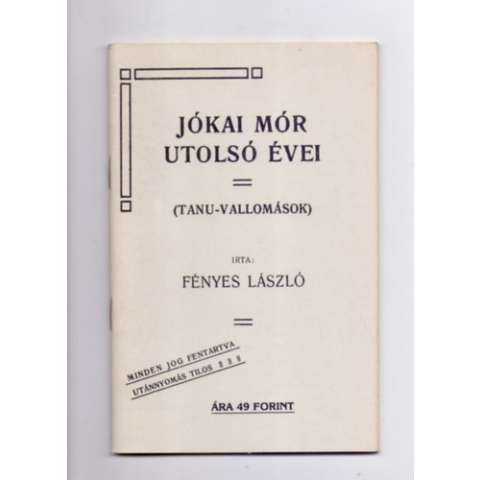 JÓKAI MÓR
UTOLSÓ ÉVEI
(TANU-VALLOMÁSOK)
IRTA:
FÉNYES LÁSZLÓ
MINDEN JOG FENTARTVA
UTÁNNYOMÁS TILOS !! !! !!
ÁRA 49 FORINT